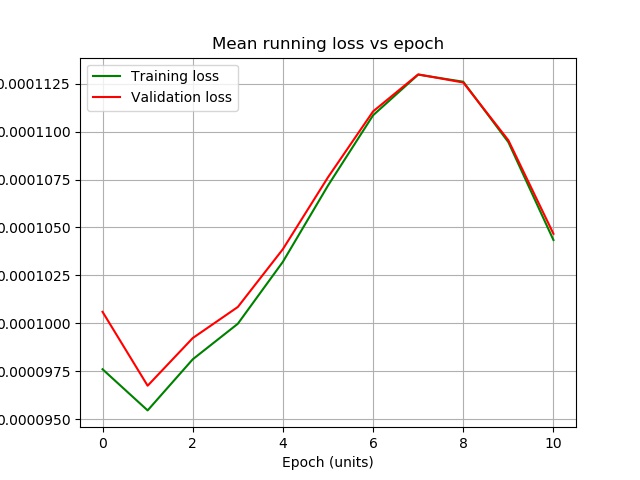 Mean running loss vs epoch
Training loss
Validation loss
0.0001125
0.0001100
0.0001075
0.0001050
0.0001025
0.0001000
0.0000975
0.0000950
0 2 4 6 8 10
Epoch (units)